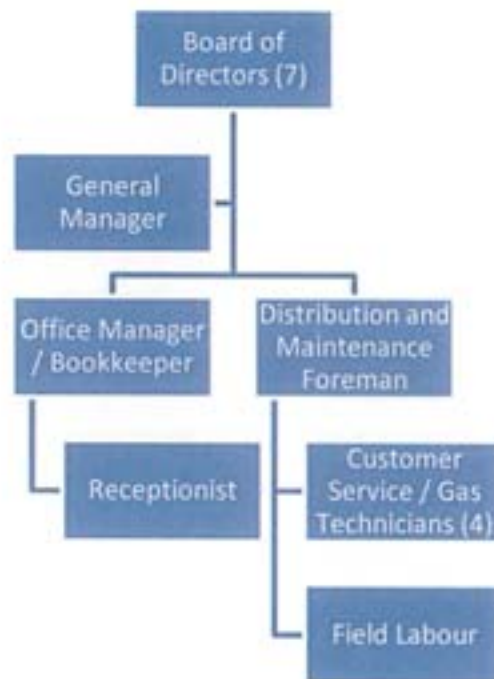 Board of
Directors (7)
General
Manager
Office Manager
/ Bookkeeper
Distribution and
Maintenance
Foreman
Receptionist
Customer
Service / Gas
Technicians (4)
Field Labour